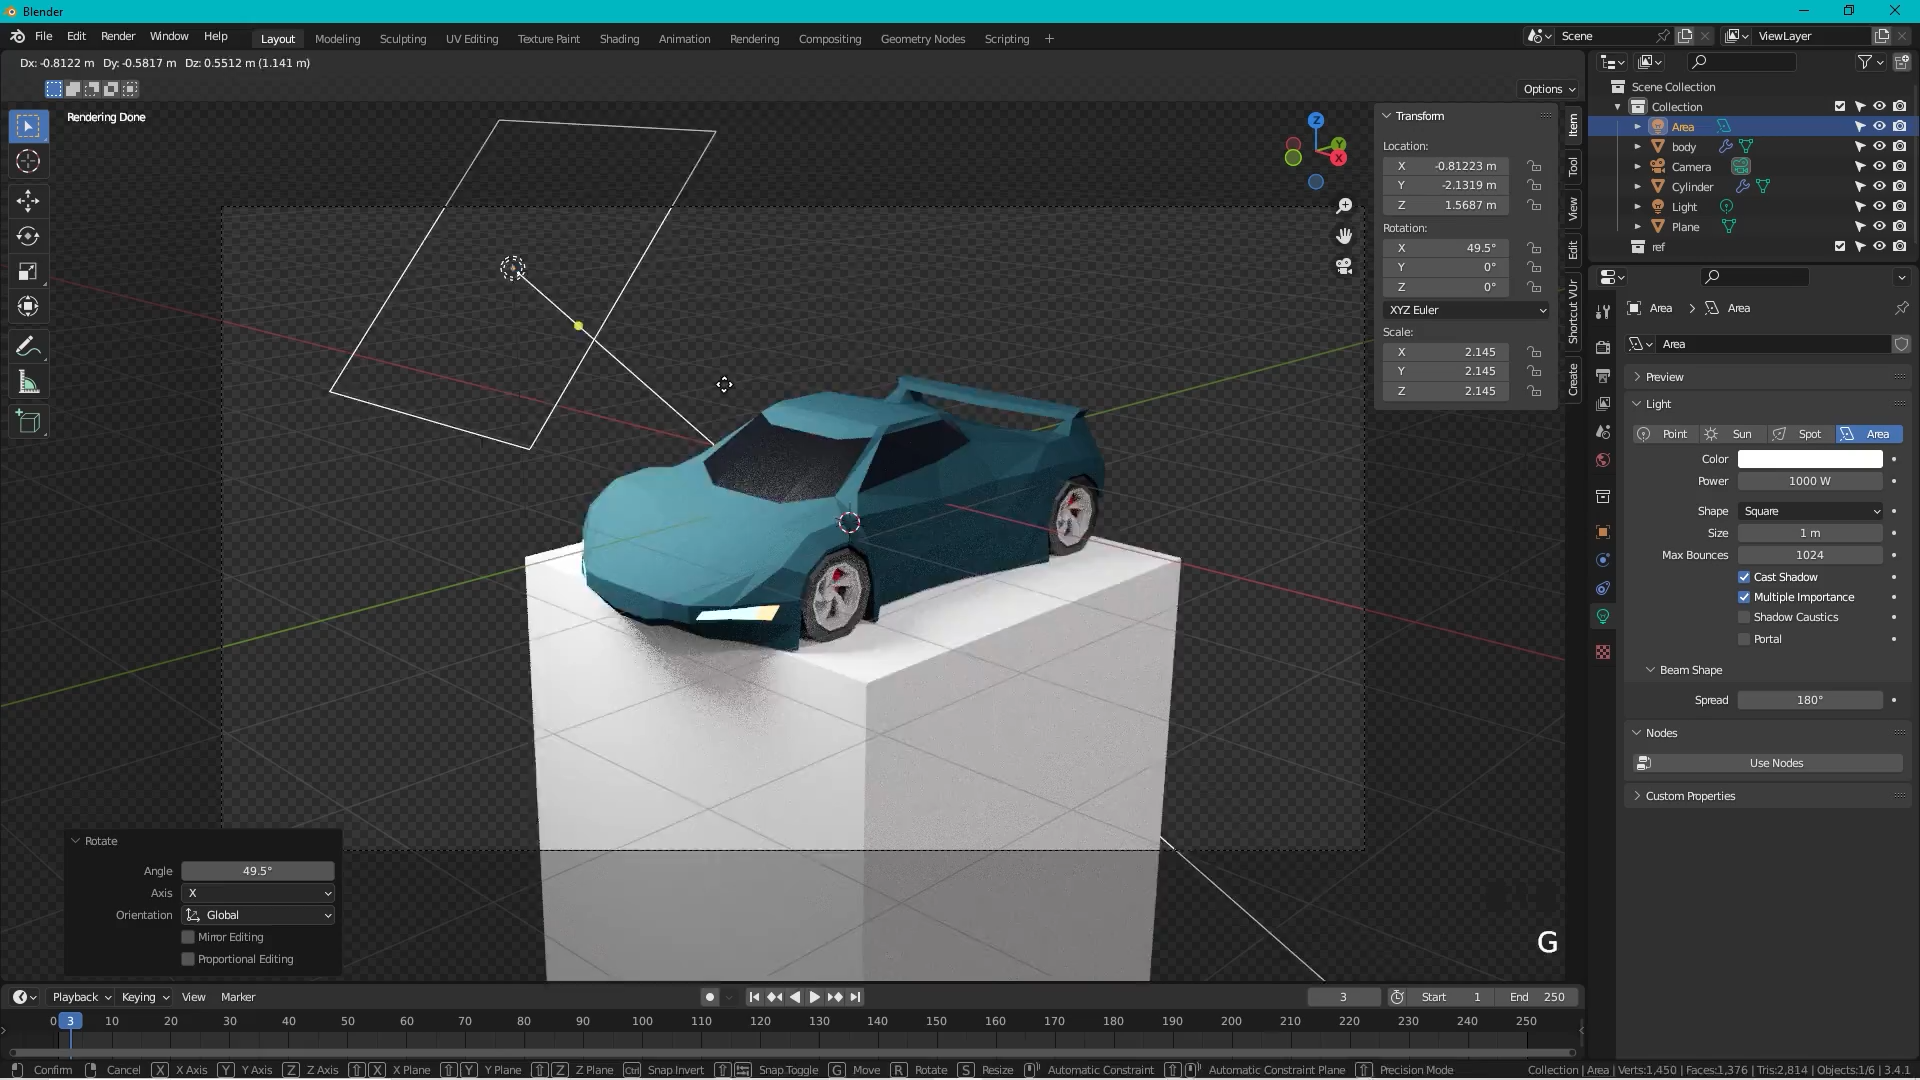 Blender
File Edit Render Window Help Layout Modeling Sculpting UV Editing Texture Paint Shading Animation Rendering Compositing Geometry Nodes Scripting + Scene ViewLayer
Dx: -0.8122 m Dy: -0.5817 m Dz: 0.5512 m (1.141 m)
Options
Rendering Done
Z
Y
X
Transform
Location:
X -0.81223 m
Y -2.1319 m
Z 1.5687 m
Rotation:
X 49.5°
Y 0°
Z 0°
XYZ Euler
Scale:
X 2.145
Y 2.145
Z 2.145
Item
Tool
View
Edit
Shortcut VUr
Create
Scene Collection
Collection
Area
body
Camera
Cylinder
Light
Plane
ref
Area > Area
Area
Preview
Light
Point Sun Spot Area
Color
Power 1000 W
Shape Square
Size 1 m
Max Bounces 1024
Cast Shadow
Multiple Importance
Shadow Caustics
Portal
Beam Shape
Spread 180°
Nodes
Use Nodes
Custom Properties
Rotate
Angle 49.5°
Axis X
Orientation Global
Mirror Editing
Proportional Editing
G
Playback Keying View Marker 3 Start 1 End 250
0 3 10 20 30 40 50 60 70 80 90 100 110 120 130 140 150 160 170 180 190 200 210 220 230 240 250
Confirm Cancel X X Axis Y Y Axis Z Z Axis X X Plane Y Y Plane Z Z Plane Ctrl Snap Invert Snap Toggle G Move R Rotate S Resize Automatic Constraint Automatic Constraint Plane Precision Mode Collection | Area | Verts:1,450 | Faces:1,376 | Tris:2,814 | Objects:1/6 | 3.4.1